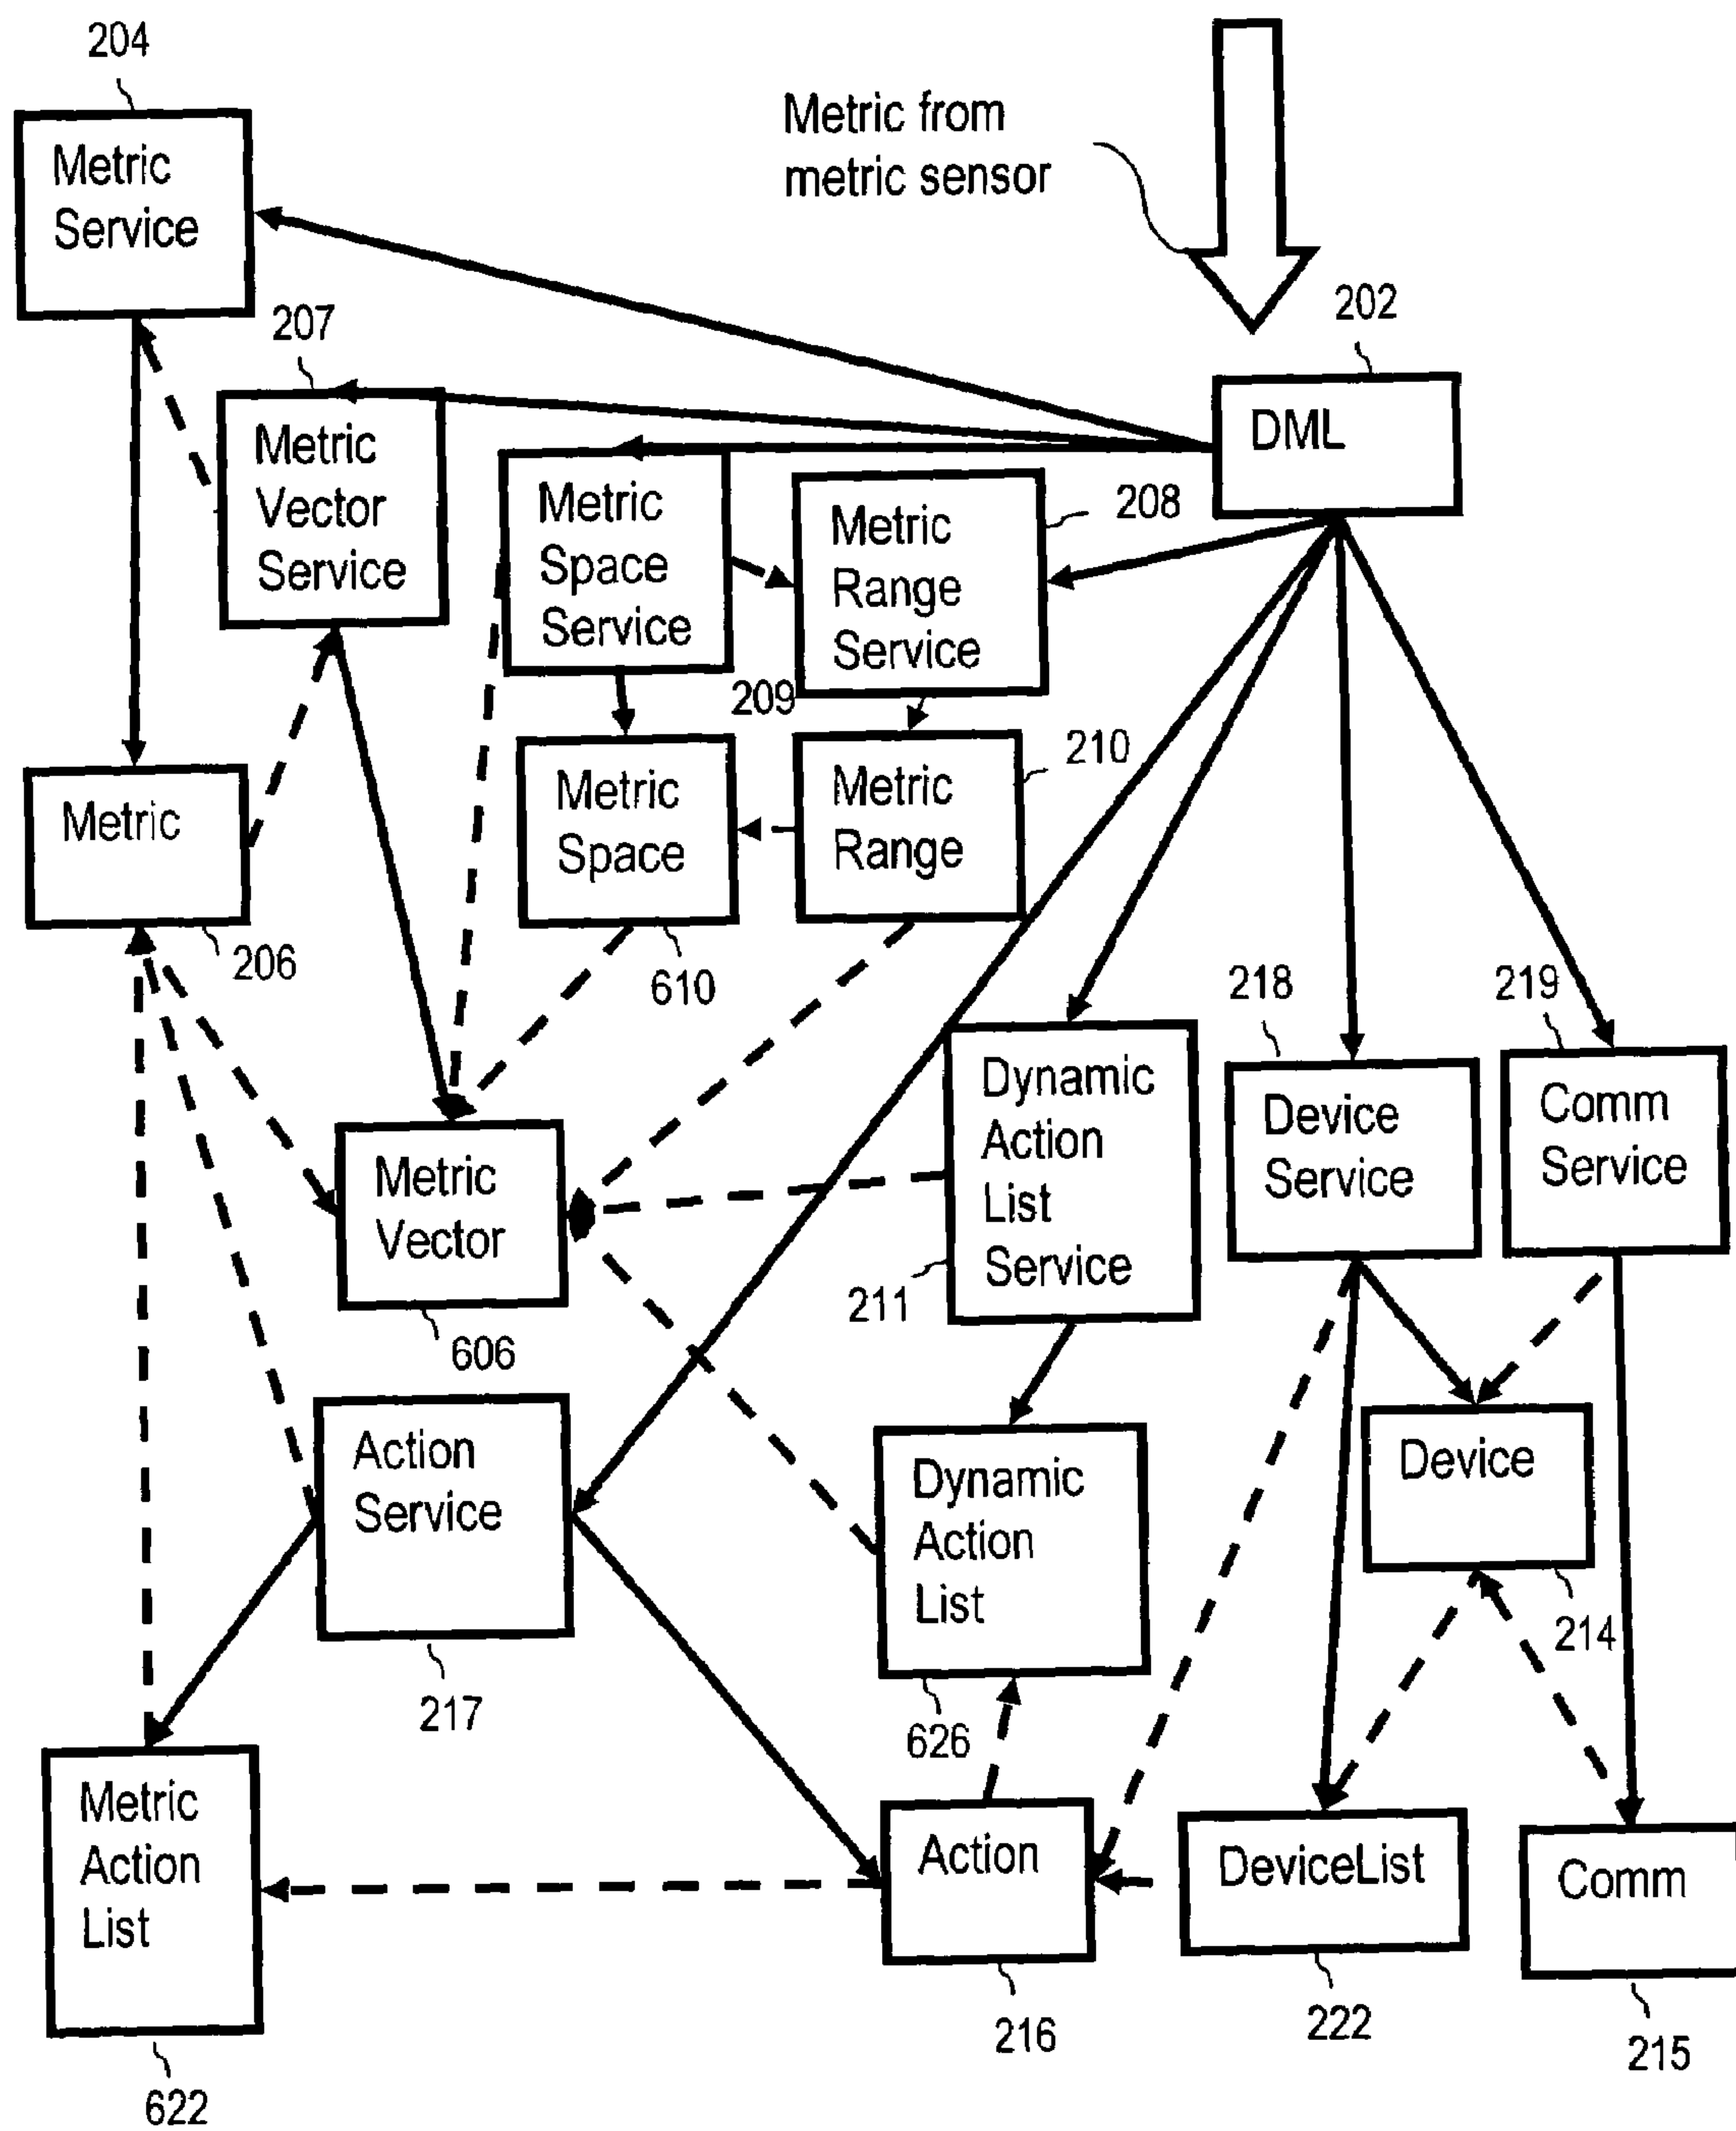 204
Metric
Service
Metric from
metric sensor
202
DML
207
Metric
Vector
Service
Metric
Space
Service
209
208
Metric
Range
Service
Metric
206
Metric
Space
610
210
Metric
Range
Metric
Vector
606
Dynamic
Action
List
Service
211
218
Device
Service
219
Comm
Service
Action
Service
217
Dynamic
Action
List
626
Device
214
Metric
Action
List
622
Action
216
DeviceList
222
Comm
215